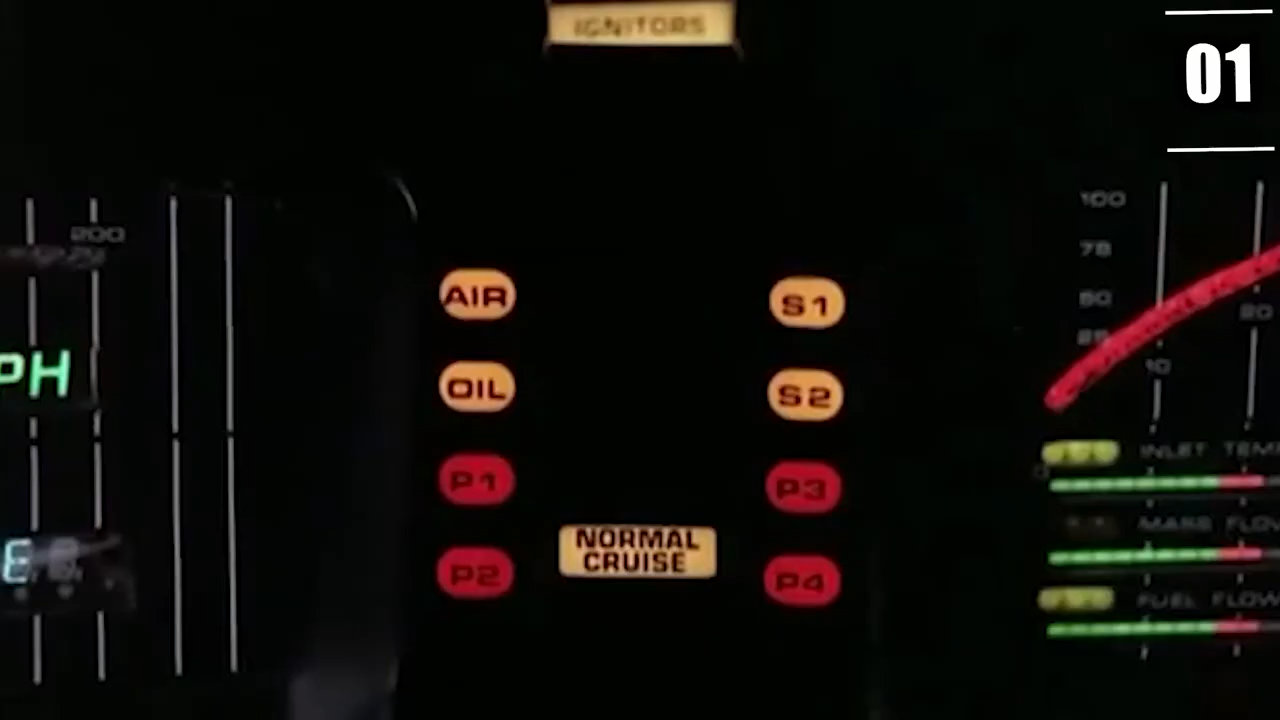 IGNITORS
01
200
100
75
50
25
20
10
PH
AIR
OIL
P1
P2
S1
S2
P3
P4
NORMAL
CRUISE
INLET TEM
MASS FLOW
FUEL FLOW